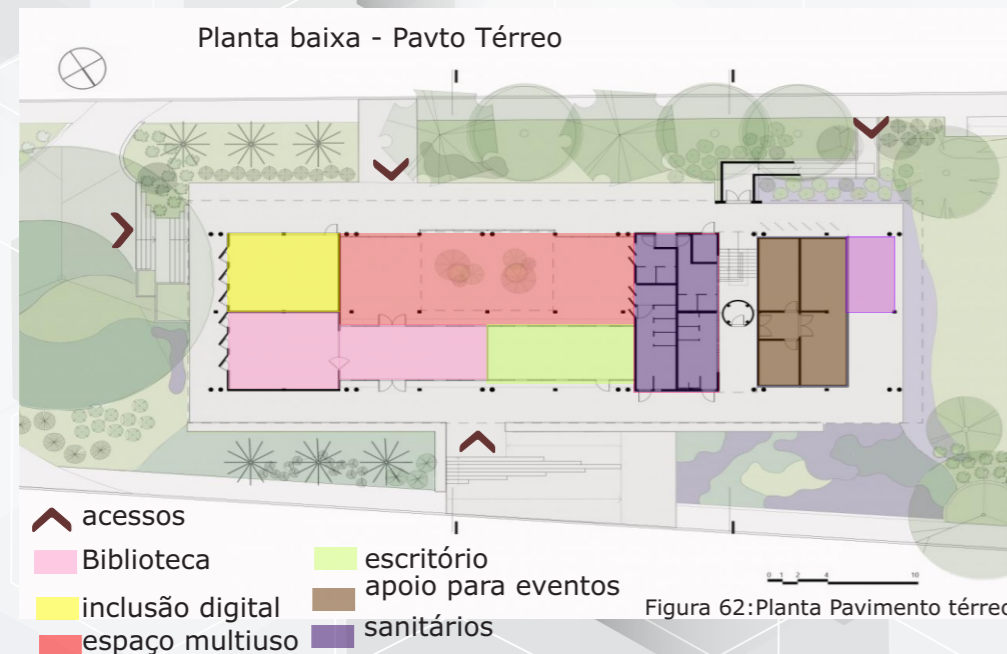 Planta baixa - Pavto Térreo
acessos
Biblioteca
inclusão digital
espaço multiuso
escritório
apoio para eventos
sanitários
0 1 2 4 10
Figura 62:Planta Pavimento térreo